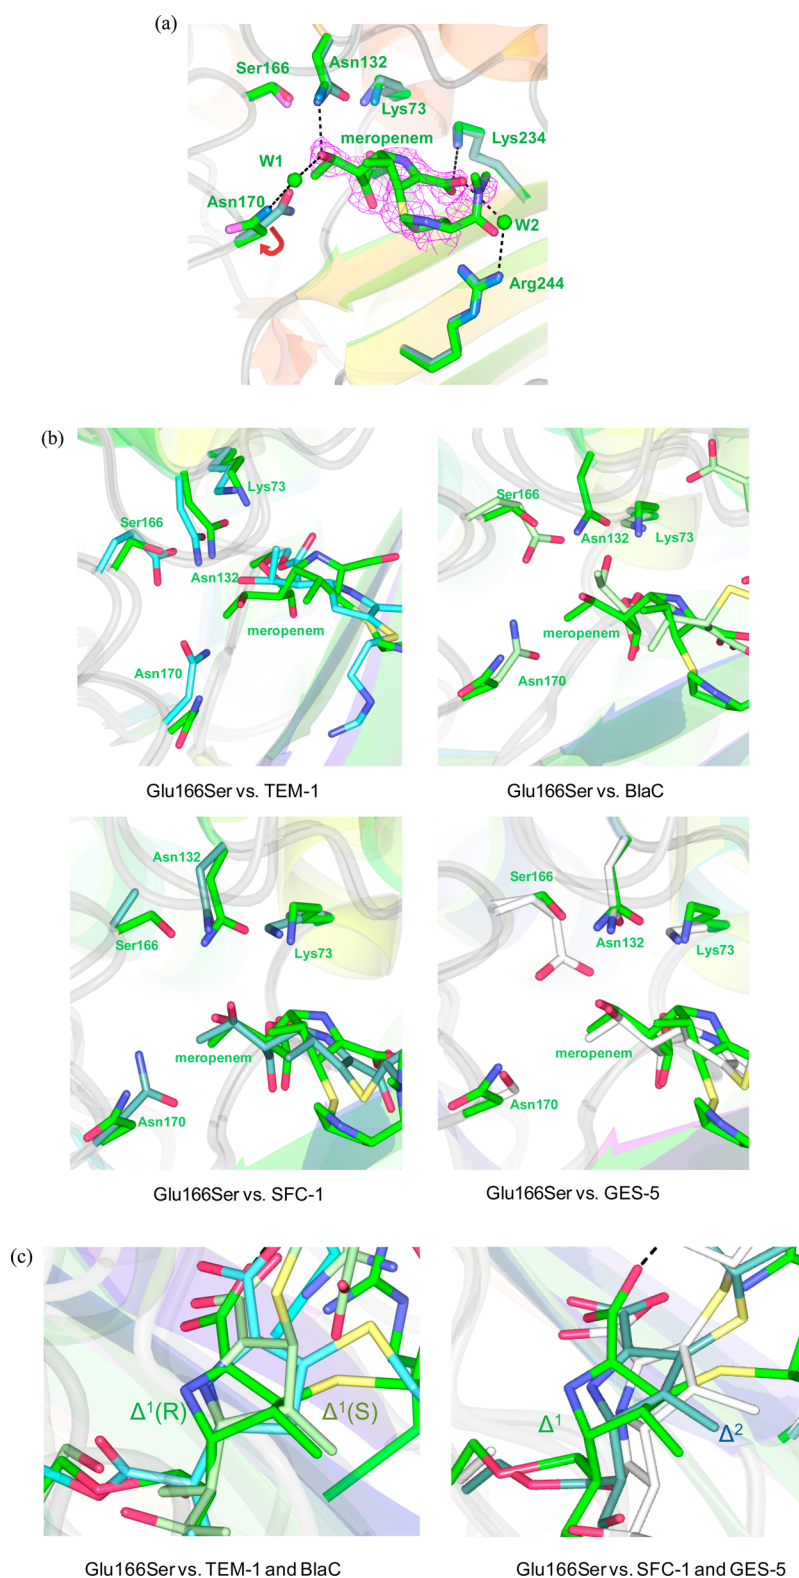 (a)
Ser166
Asn132
Lys73
meropenem
Lys234
W1
Asn170
W2
Arg244
(b)
Lys73
Ser166
Asn132
meropenem
Asn170
Glu166Ser vs. TEM-1
Ser166
Asn132
Lys73
meropenem
Asn170
Glu166Ser vs. BlaC
Asn132
Ser166
Lys73
meropenem
Asn170
Glu166Ser vs. SFC-1
Ser166
Asn132
Lys73
meropenem
Asn170
Glu166Ser vs. GES-5
(c)
Δ¹(R)
Δ¹(S)
Glu166Ser vs. TEM-1 and BlaC
Δ¹
Δ²
Glu166Ser vs. SFC-1 and GES-5